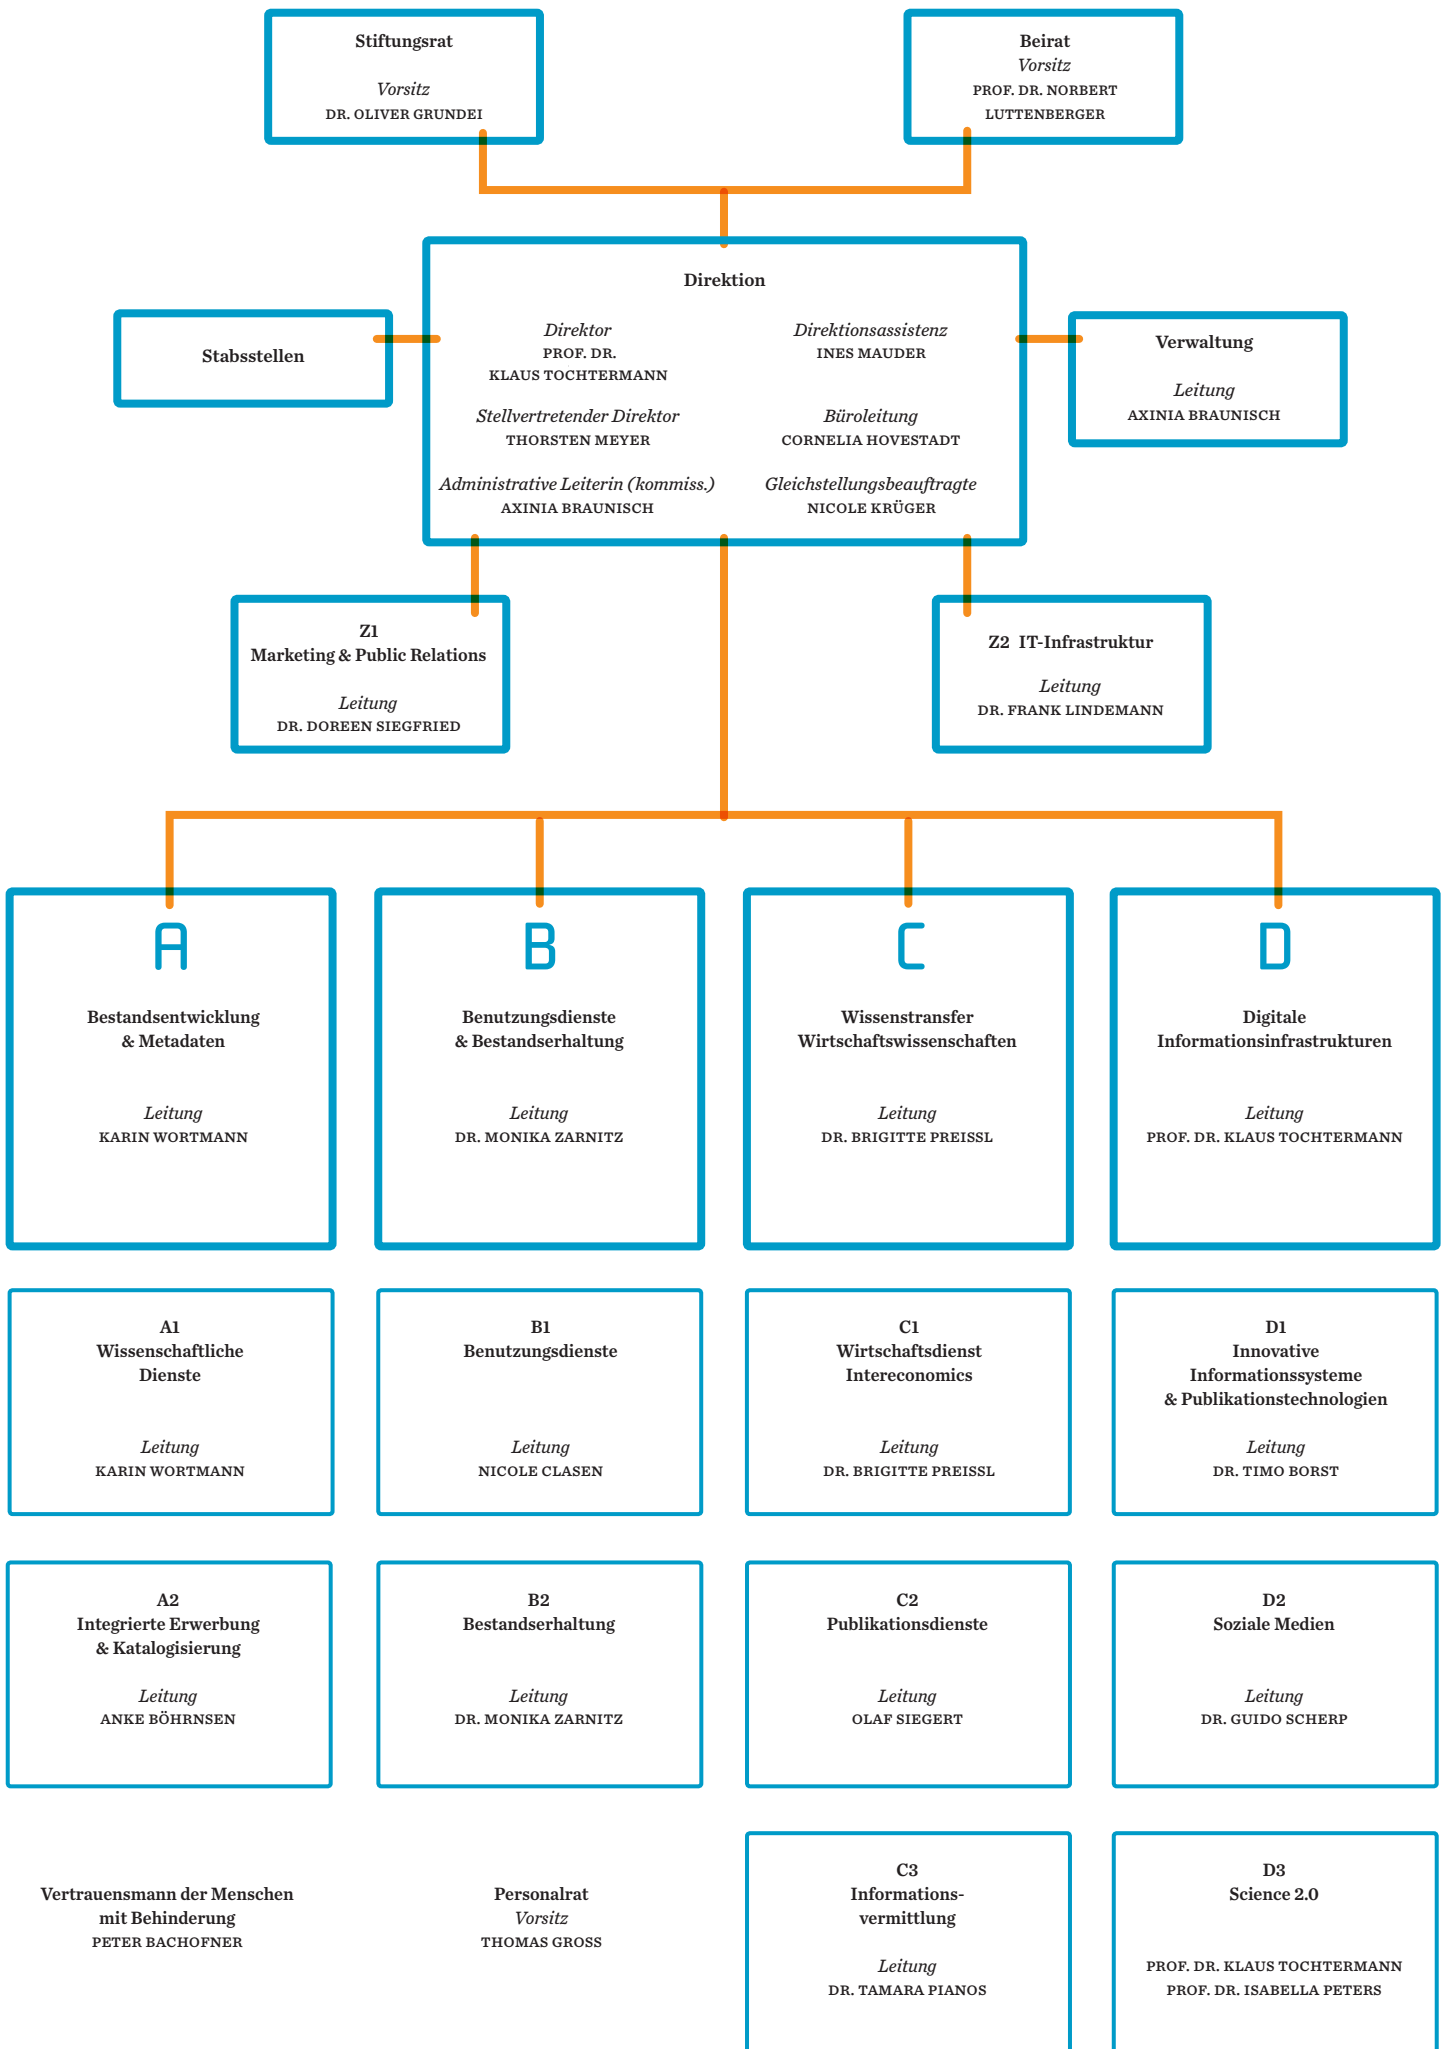 Stiftungsrat
Vorsitz
DR. OLIVER GRUNDEI
Beirat
Vorsitz
PROF. DR. NORBERT
LUTTENBERGER
Direktion
Direktor
PROF. DR.
KLAUS TOCHTERMANN
Stellvertretender Direktor
THORSTEN MEYER
Administrative Leiterin (kommiss.)
AXINIA BRAUNISCH
Direktionsassistenz
INES MAUDER
Büroleitung
CORNELIA HOVESTADT
Gleichstellungsbeauftragte
NICOLE KRÜGER
Stabsstellen
Verwaltung
Leitung
AXINIA BRAUNISCH
Z1
Marketing & Public Relations
Leitung
DR. DOREEN SIEGFRIED
Z2 IT-Infrastruktur
Leitung
DR. FRANK LINDEMANN
A
Bestandsentwicklung
& Metadaten
Leitung
KARIN WORTMANN
B
Benutzungsdienste
& Bestandserhaltung
Leitung
DR. MONIKA ZARNITZ
C
Wissenstransfer
Wirtschaftswissenschaften
Leitung
DR. BRIGITTE PREISSL
D
Digitale
Informationsinfrastrukturen
Leitung
PROF. DR. KLAUS TOCHTERMANN
A1
Wissenschaftliche
Dienste
Leitung
KARIN WORTMANN
B1
Benutzungsdienste
Leitung
NICOLE CLASEN
C1
Wirtschaftsdienst
Intereconomics
Leitung
DR. BRIGITTE PREISSL
D1
Innovative
Informationssysteme
& Publikationstechnologien
Leitung
DR. TIMO BORST
A2
Integrierte Erwerbung
& Katalogisierung
Leitung
ANKE BÖHRNSEN
B2
Bestandserhaltung
Leitung
DR. MONIKA ZARNITZ
C2
Publikationsdienste
Leitung
OLAF SIEGERT
D2
Soziale Medien
Leitung
DR. GUIDO SCHERP
Vertrauensmann der Menschen
mit Behinderung
PETER BACHOFNER
Personalrat
Vorsitz
THOMAS GROSS
C3
Informations-
vermittlung
Leitung
DR. TAMARA PIANOS
D3
Science 2.0
PROF. DR. KLAUS TOCHTERMANN
PROF. DR. ISABELLA PETERS